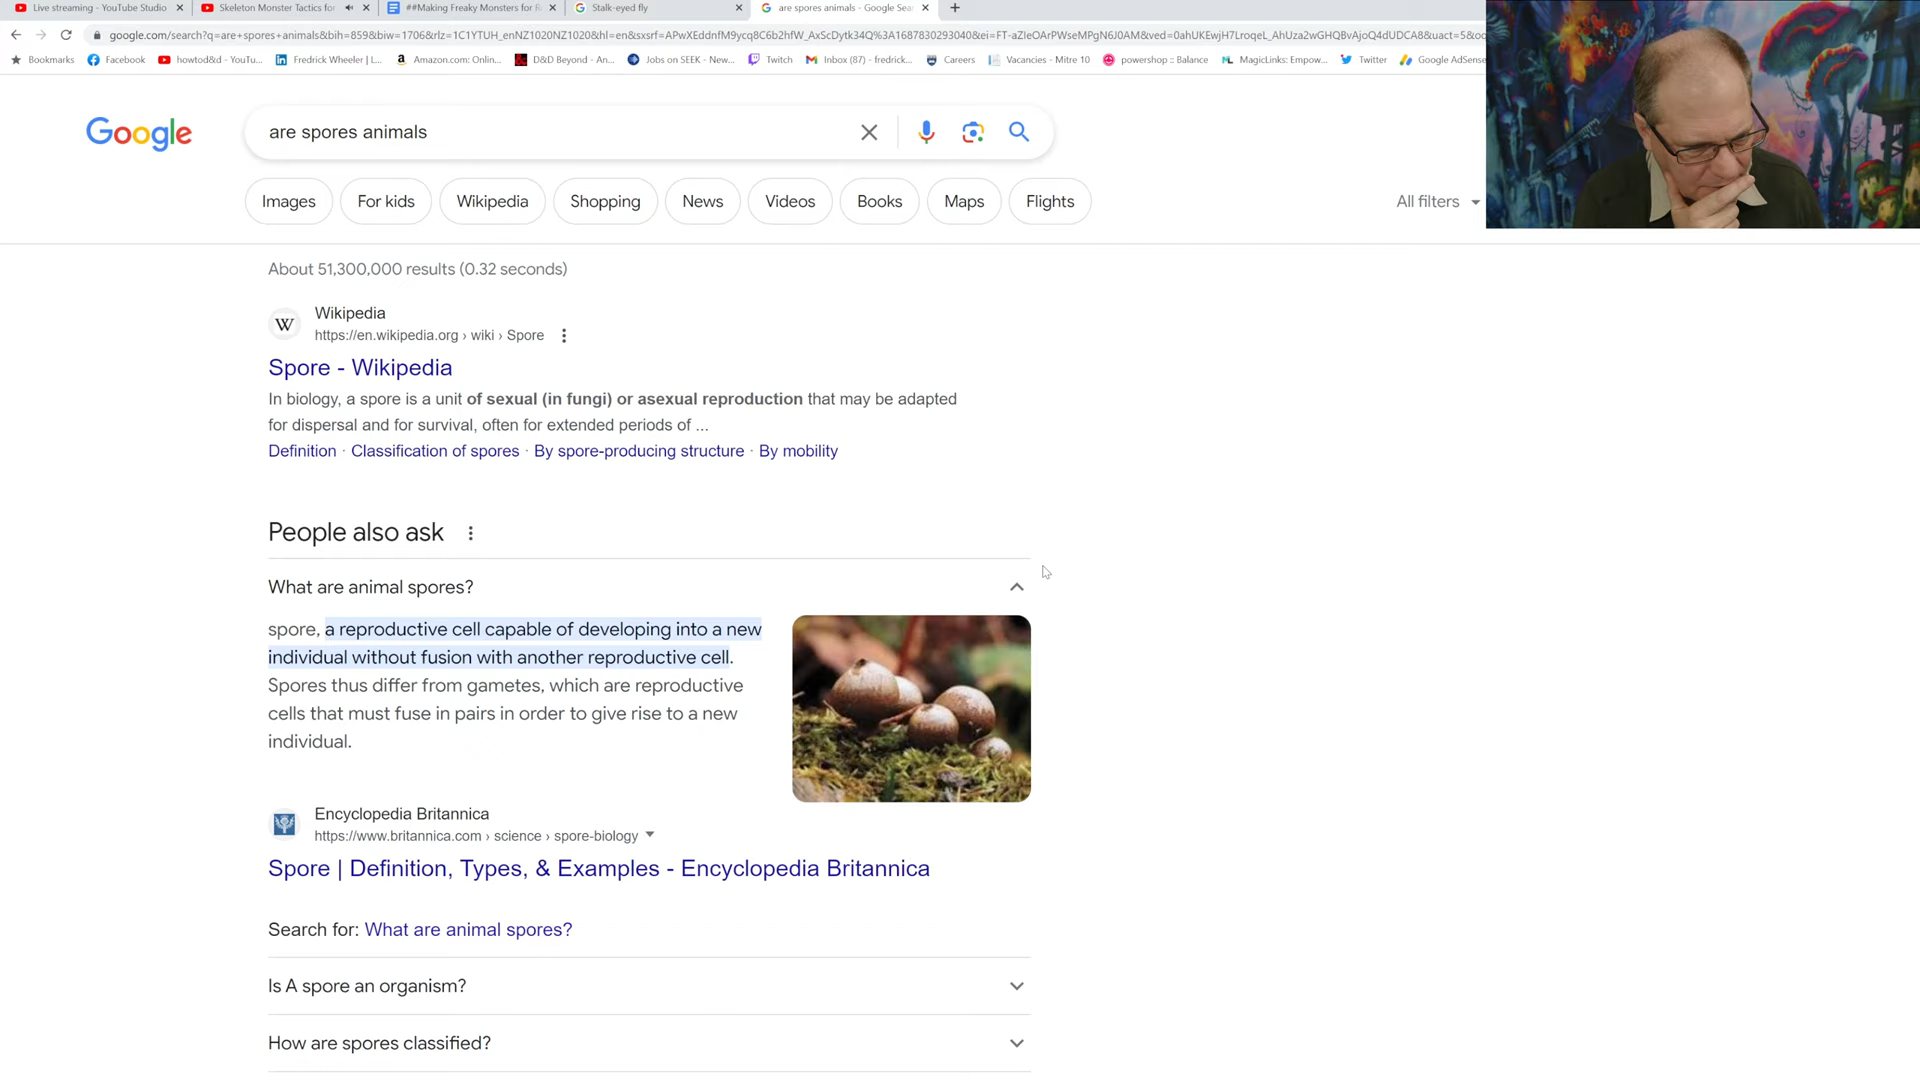 Live streaming - YouTube Studio
Skeleton Monster Tactics for
##Making Freaky Monsters for R
Stalk-eyed fly
are spores animals - Google Sea
Bookmarks
Facebook
howtod&d - YouTu...
Fredrick Wheeler | L...
Amazon.com: Onlin...
D&D Beyond - An...
Jobs on SEEK - New...
Twitch
Inbox (87) - fredrick...
Careers
Vacancies - Mitre 10
powershop :: Balance
MagicLinks: Empow...
Twitter
Google AdSense
Google
are spores animals
Images
For kids
Wikipedia
Shopping
News
Videos
Books
Maps
Flights
All filters
About 51,300,000 results (0.32 seconds)
W
Wikipedia
https://en.wikipedia.org › wiki › Spore
Spore - Wikipedia
In biology, a spore is a unit of sexual (in fungi) or asexual reproduction that may be adapted
for dispersal and for survival, often for extended periods of ...
Definition · Classification of spores · By spore-producing structure · By mobility
People also ask
What are animal spores?
spore, a reproductive cell capable of developing into a new
individual without fusion with another reproductive cell.
Spores thus differ from gametes, which are reproductive
cells that must fuse in pairs in order to give rise to a new
individual.
Encyclopedia Britannica
https://www.britannica.com › science › spore-biology
Spore | Definition, Types, & Examples - Encyclopedia Britannica
Search for: What are animal spores?
Is A spore an organism?
How are spores classified?